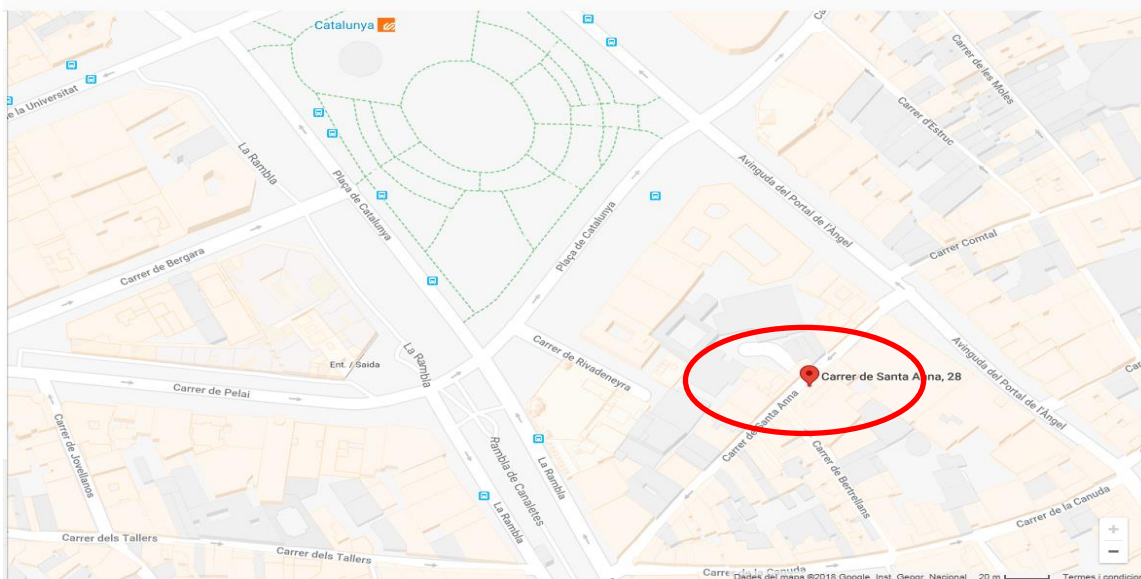 Catalunya
Ca
Carrer de les Moles
de la Universitat
Carrer d'Estruc
La Rambla
Plaça de Catalunya
Avinguda del Portal de l'Àngel
Plaça de Catalunya
Carrer Comtal
Carrer de Bergara
Carrer de Rivadeneyra
La Rambla
Ent. / Saida
Avinguda del Portal de l'Àngel
Car
Carrer de Santa Anna, 28
Carrer de Pelai
Carrer de Santa Anna
Carrer de Jovellanos
Rambla de Canaletes
La Rambla
Carrer de Bertrellans
La Rambla
Carrer de la Canuda
Carrer dels Tallers
Carrer dels Tallers
Carrer de la Canuda
Dades del mapa ©2018 Google, Inst. Geogr. Nacional 20 m Termes i condicion